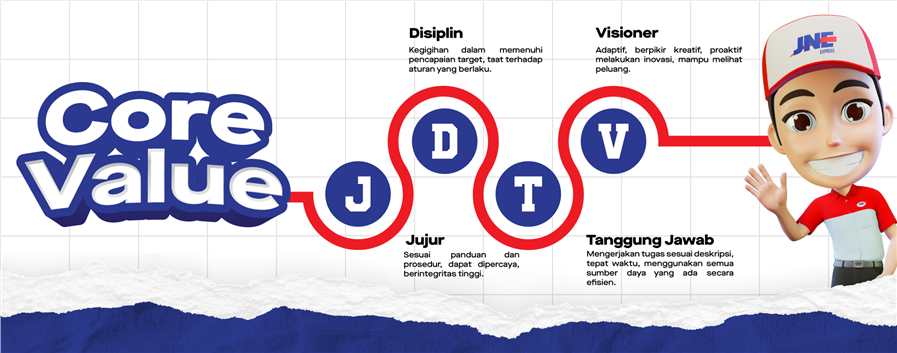 Core
Value
J
Jujur
Sesuai panduan dan
prosedur, dapat dipercaya,
berintegritas tinggi.
D
Disiplin
Kegigihan dalam memenuhi
pencapaian target, taat terhadap
aturan yang berlaku.
T
Tanggung Jawab
Mengerjakan tugas sesuai deskripsi,
tepat waktu, menggunakan semua
sumber daya yang ada secara
efisien.
V
Visioner
Adaptif, berpikir kreatif, proaktif
melakukan inovasi, mampu melihat
peluang.
JNE
EXPRESS